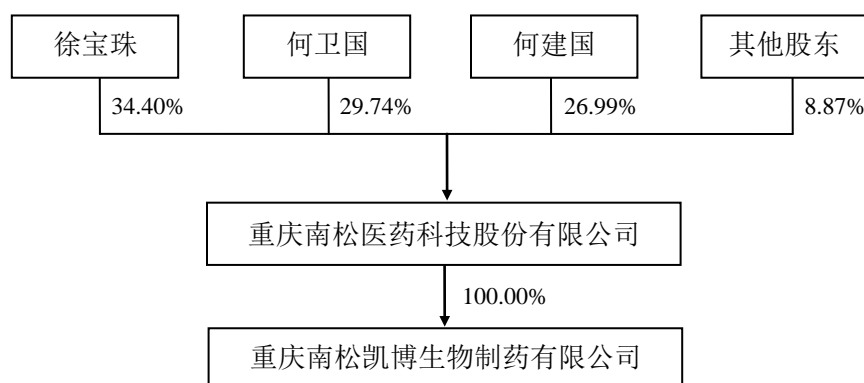 徐宝珠
何卫国
何建国
其他股东
34.40%
29.74%
26.99%
8.87%
重庆南松医药科技股份有限公司
100.00%
重庆南松凯博生物制药有限公司